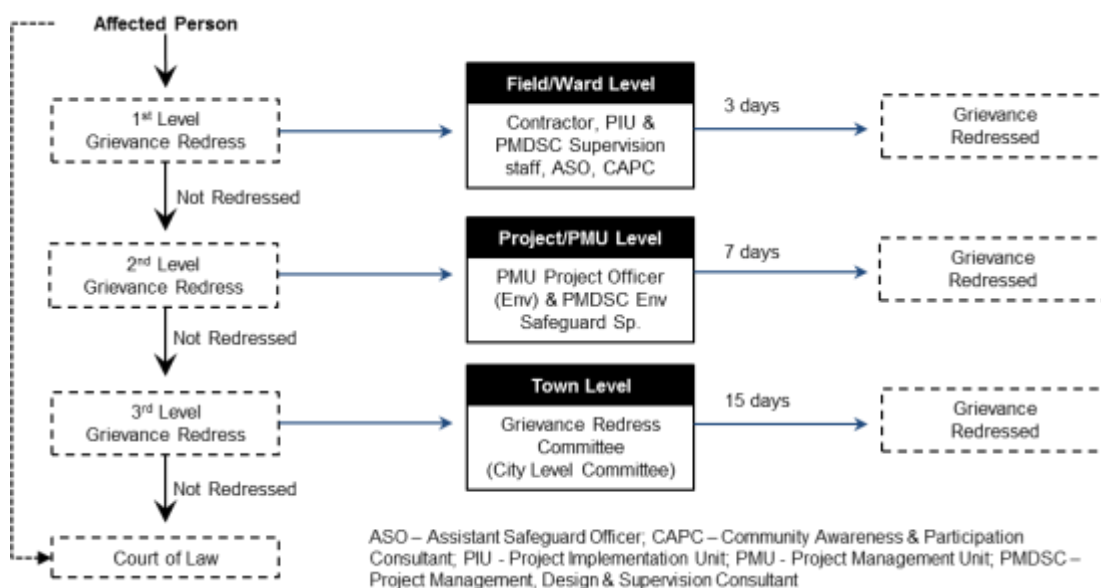 Affected Person
1st Level
Grievance Redress
Field/Ward Level
Contractor, PIU &
PMDSC Supervision
staff, ASO, CAPC
3 days
Grievance
Redressed
Not Redressed
2nd Level
Grievance Redress
Project/PMU Level
PMU Project Officer
(Env) & PMDSC Env
Safeguard Sp.
7 days
Grievance
Redressed
Not Redressed
3rd Level
Grievance Redress
Town Level
Grievance Redress
Committee
(City Level Committee)
15 days
Grievance
Redressed
Not Redressed
Court of Law
ASO – Assistant Safeguard Officer; CAPC – Community Awareness & Participation
Consultant; PIU - Project Implementation Unit; PMU - Project Management Unit; PMDSC –
Project Management, Design & Supervision Consultant